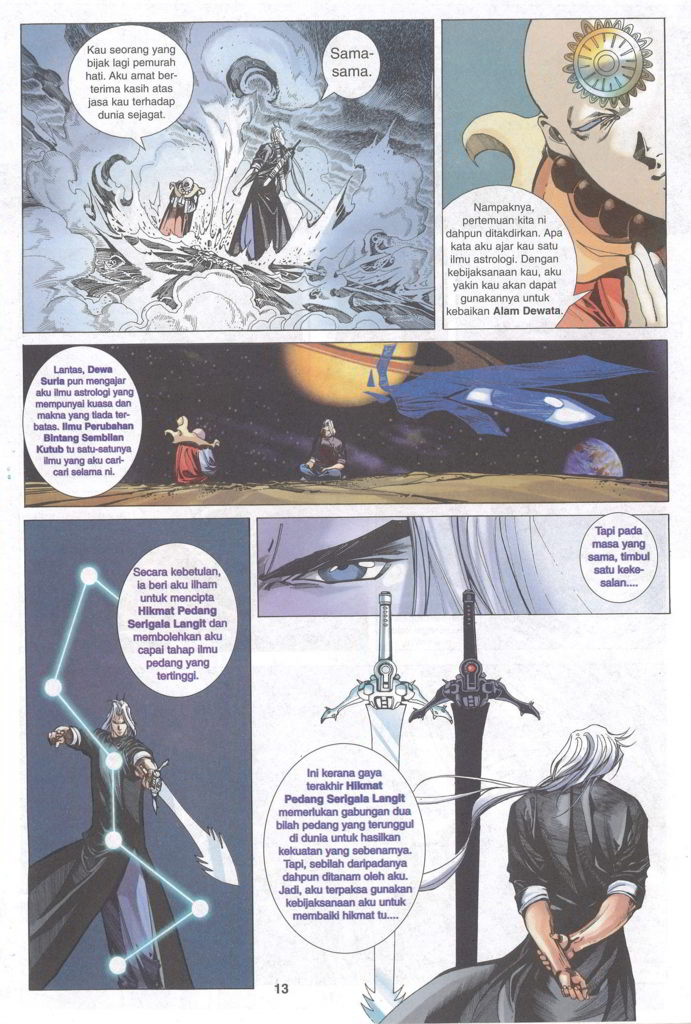 Kau seorang yang
bijak lagi pemurah
hati. Aku amat ber-
terima kasih atas
jasa kau terhadap
dunia sejagat.
Sama-
sama.
Nampaknya,
pertemuan kita ni
dahpun ditakdirkan. Apa
kata aku ajar kau satu
ilmu astrologi. Dengan
kebijaksanaan kau, aku
yakin kau akan dapat
gunakannya untuk
kebaikan Alam Dewata.
Lantas, Dewa
Suria pun mengajar
aku ilmu astrologi yang
mempunyai kuasa dan
makna yang tiada ter-
batas. Ilmu Perubahan
Bintang Sembilan
Kutub tu satu-satunya
ilmu yang aku cari-
cari selama ni.
Secara kebetulan,
ia beri aku ilham
untuk mencipta
Hikmat Pedang
Serigala Langit dan
membolehkan aku
capai tahap ilmu
pedang yang
tertinggi.
Tapi pada
masa yang
sama, timbul
satu keke-
salan....
Ini kerana gaya
terakhir Hikmat
Pedang Serigala Langit
memerlukan gabungan dua
bilah pedang yang terunggul
di dunia untuk hasilkan
kekuatan yang sebenarnya.
Tapi, sebilah daripadanya
dahpun ditanam oleh aku.
Jadi, aku terpaksa gunakan
kebijaksanaan aku untuk
membaiki hikmat tu....
13